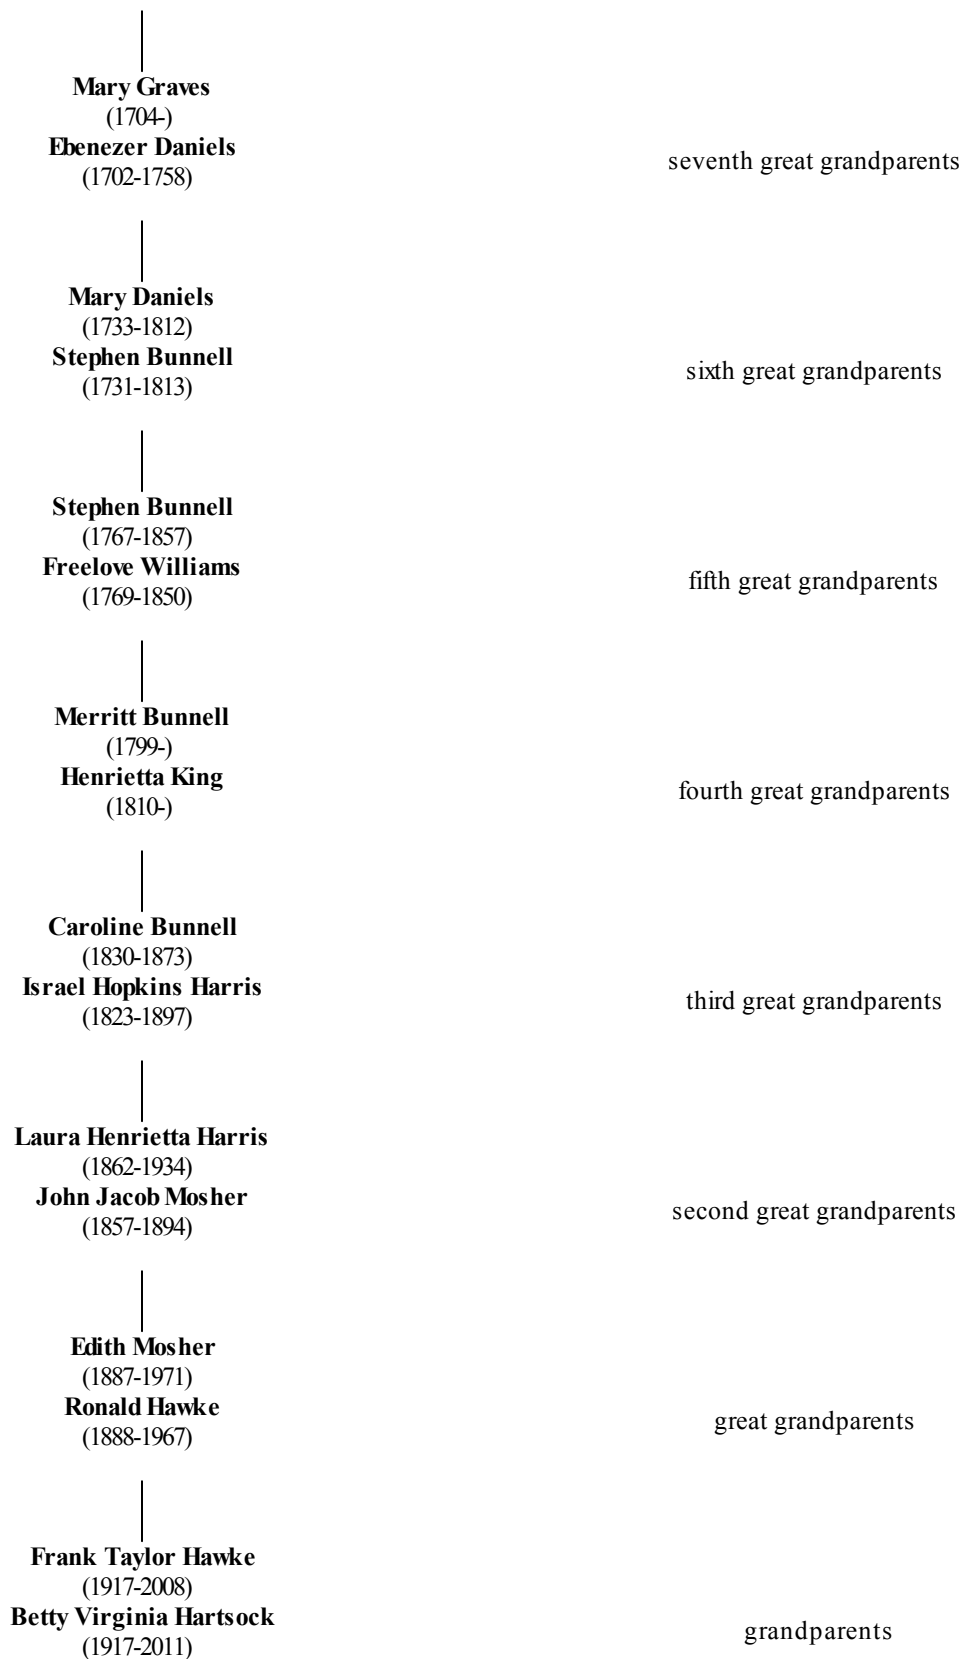 Mary Graves
(1704-)
Ebenezer Daniels
(1702-1758)
seventh great grandparents
Mary Daniels
(1733-1812)
Stephen Bunnell
(1731-1813)
sixth great grandparents
Stephen Bunnell
(1767-1857)
Freelove Williams
(1769-1850)
fifth great grandparents
Merritt Bunnell
(1799-)
Henrietta King
(1810-)
fourth great grandparents
Caroline Bunnell
(1830-1873)
Israel Hopkins Harris
(1823-1897)
third great grandparents
Laura Henrietta Harris
(1862-1934)
John Jacob Mosher
(1857-1894)
second great grandparents
Edith Mosher
(1887-1971)
Ronald Hawke
(1888-1967)
great grandparents
Frank Taylor Hawke
(1917-2008)
Betty Virginia Hartsock
(1917-2011)
grandparents